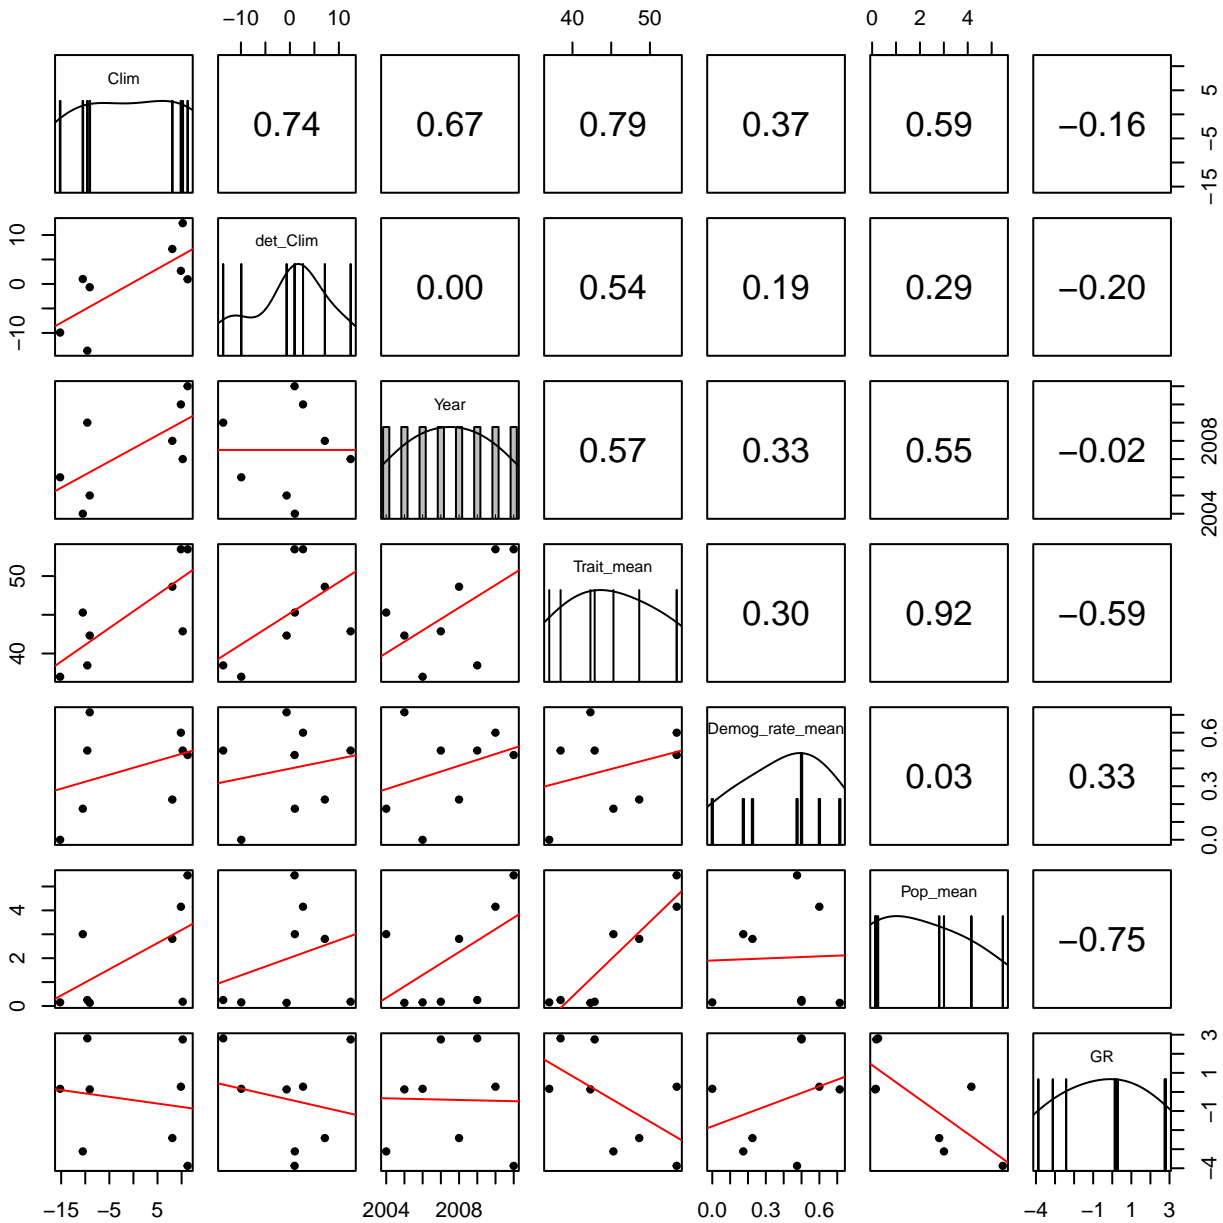 −10 0 10 40 50 0 2 4
Clim 0.74 0.67 0.79 0.37 0.59 −0.16 −15 −5 5
−10 0 10 det_Clim 0.00 0.54 0.19 0.29 −0.20
Year 0.57 0.33 0.55 −0.02 2004 2008
40 50 Trait_mean 0.30 0.92 −0.59
Demog_rate_mean 0.03 0.33 0.0 0.3 0.6
0 2 4 Pop_mean −0.75
GR −4 −1 1 3
−15 −5 5 2004 2008 0.0 0.3 0.6 −4 −1 1 3